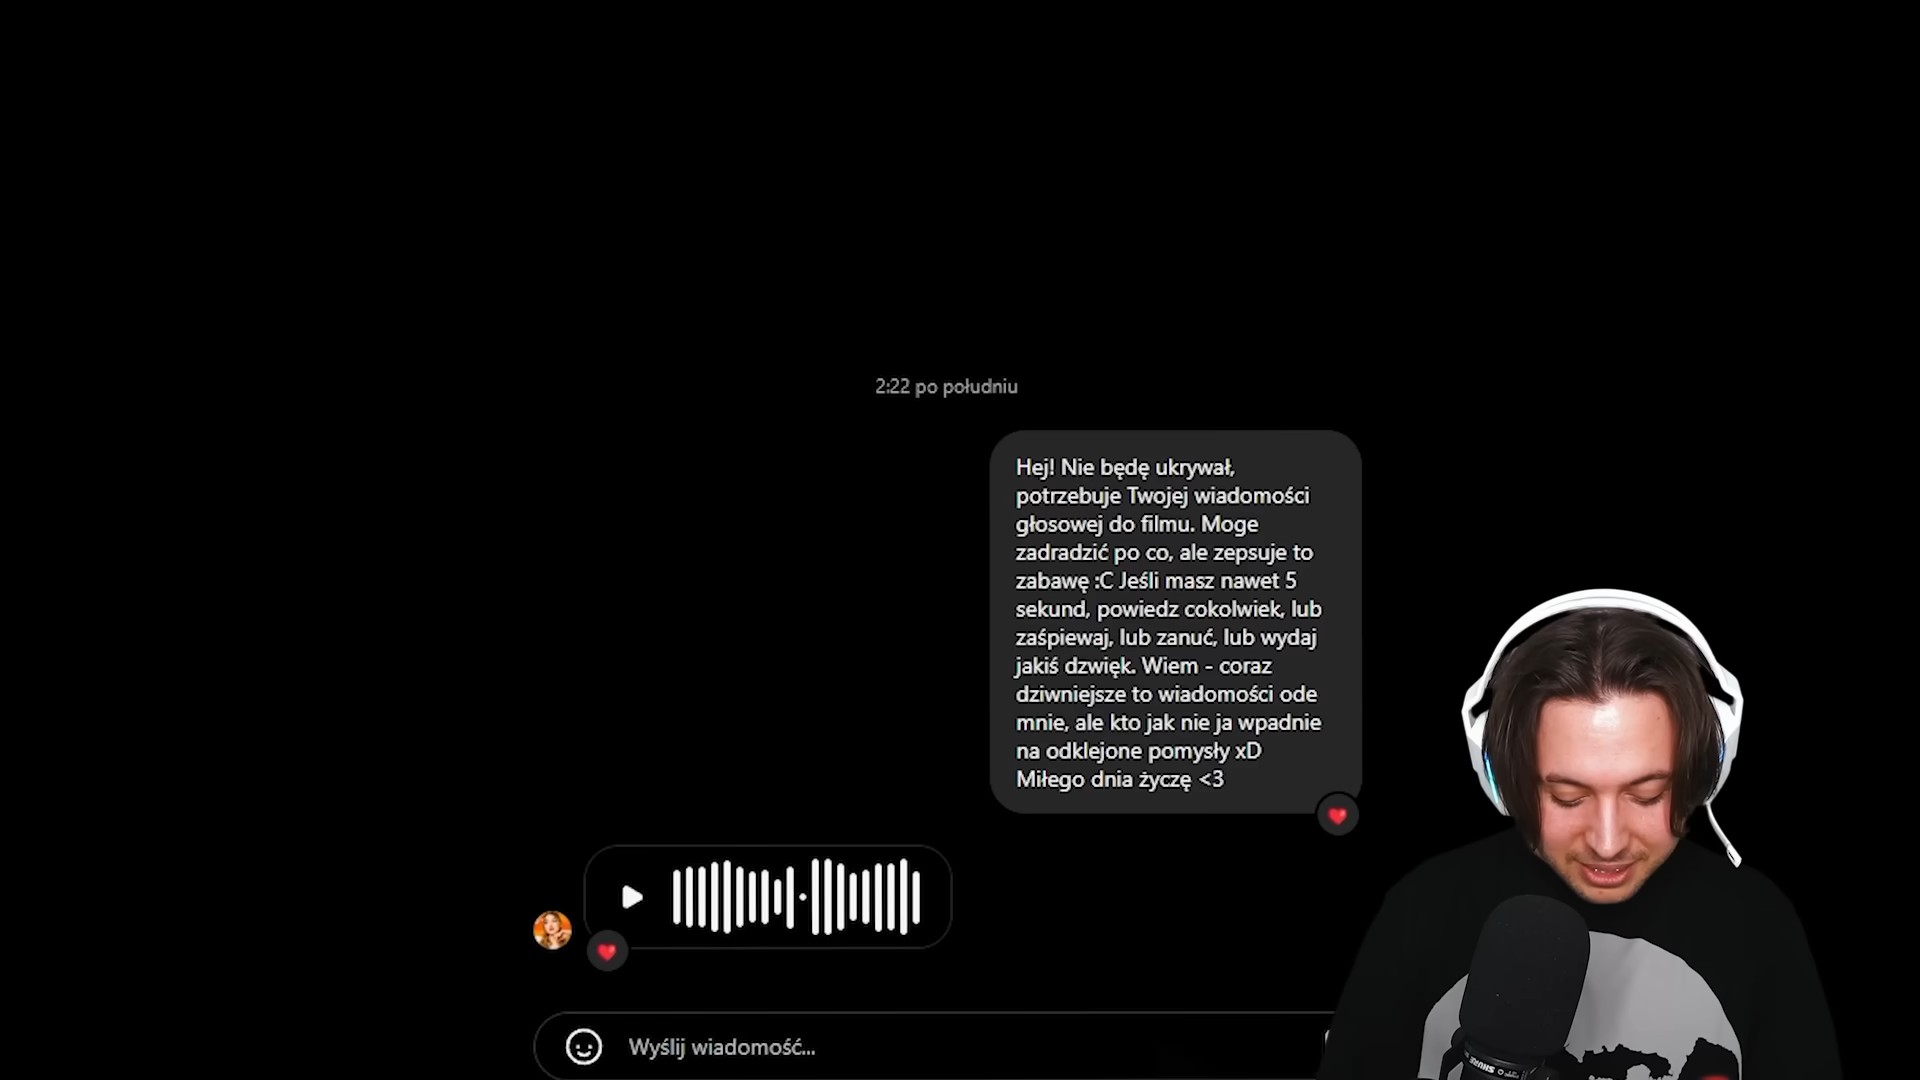 2:22 po południu
Hej! Nie będę ukrywał,
potrzebuje Twojej wiadomości
głosowej do filmu. Moge
zadradzić po co, ale zepsuje to
zabawę :C Jeśli masz nawet 5
sekund, powiedz cokolwiek, lub
zaśpiewaj, lub zanuć, lub wydaj
jakiś dzwięk. Wiem - coraz
dziwniejsze to wiadomości ode
mnie, ale kto jak nie ja wpadnie
na odklejone pomysły xD
Miłego dnia życzę <3
Wyślij wiadomość...
SHURE